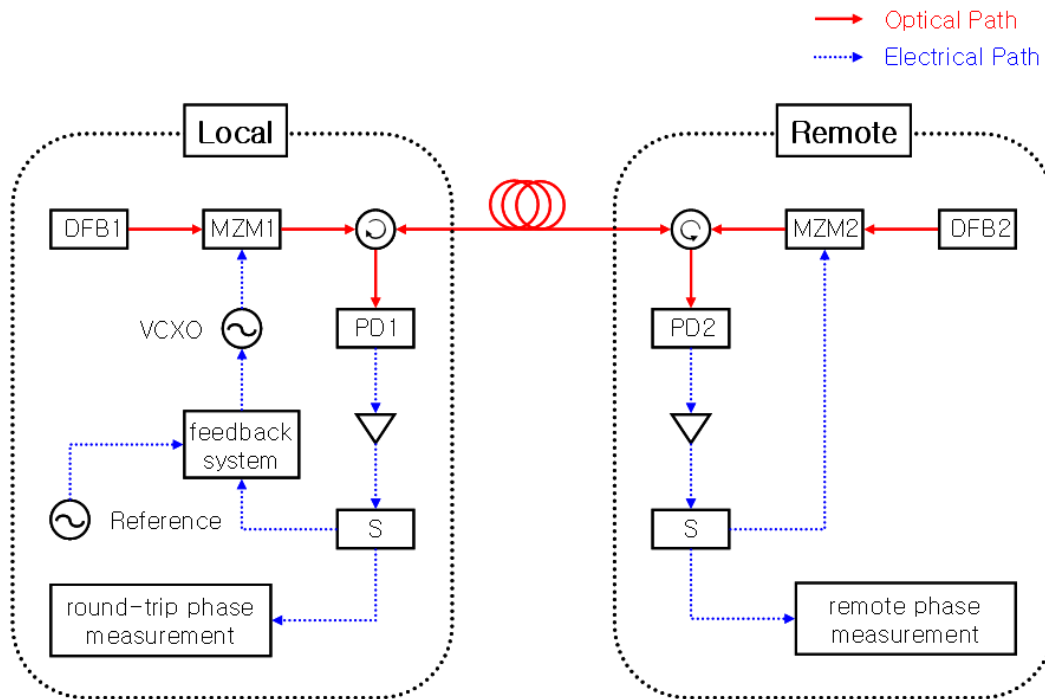 Optical Path
Electrical Path
Local
Remote
DFB1
MZM1
MZM2
DFB2
VCXO
PD1
PD2
feedback
system
Reference
S
S
round-trip phase
measurement
remote phase
measurement